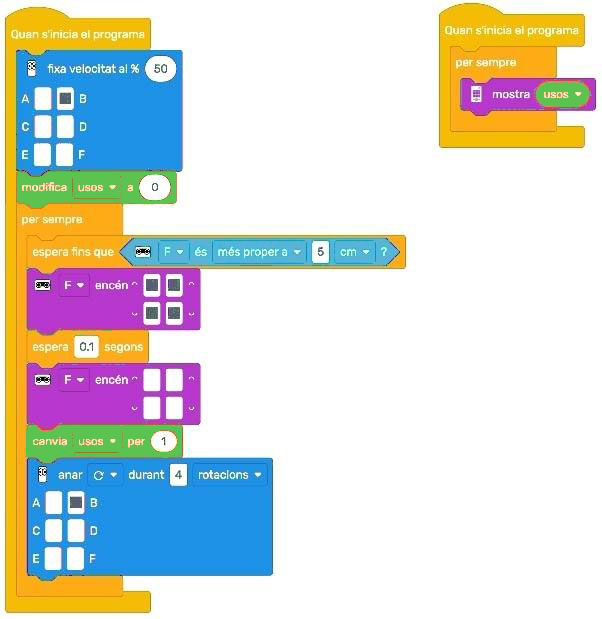 Quan s'inicia el programa
fixa velocitat al % 50
A B
C D
E F
modifica usos a 0
per sempre
espera fins que F és més proper a 5 cm ?
F encén
espera 0.1 segons
F encén
canvia usos per 1
anar durant 4 rotacions
A B
C D
E F
Quan s'inicia el programa
per sempre
mostra usos